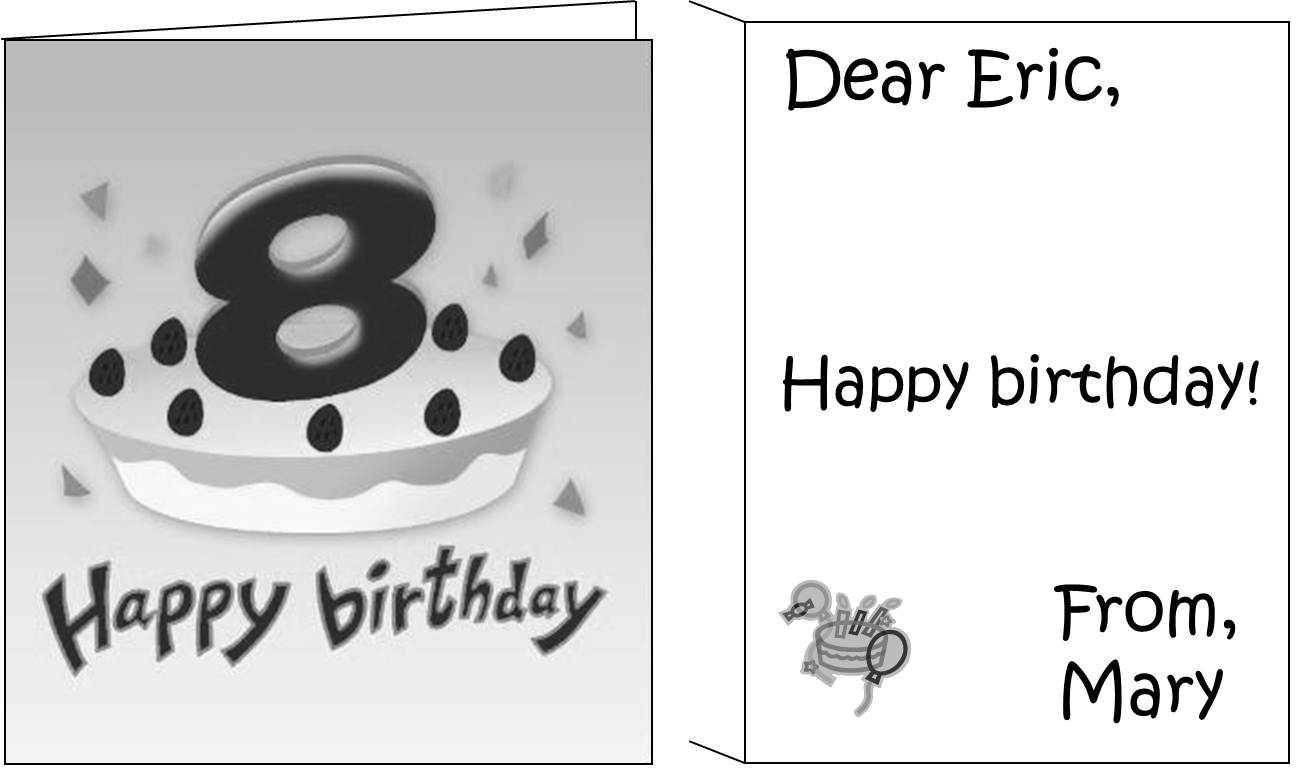 8
Happy birthday
Dear Eric,
Happy birthday!
From,
Mary